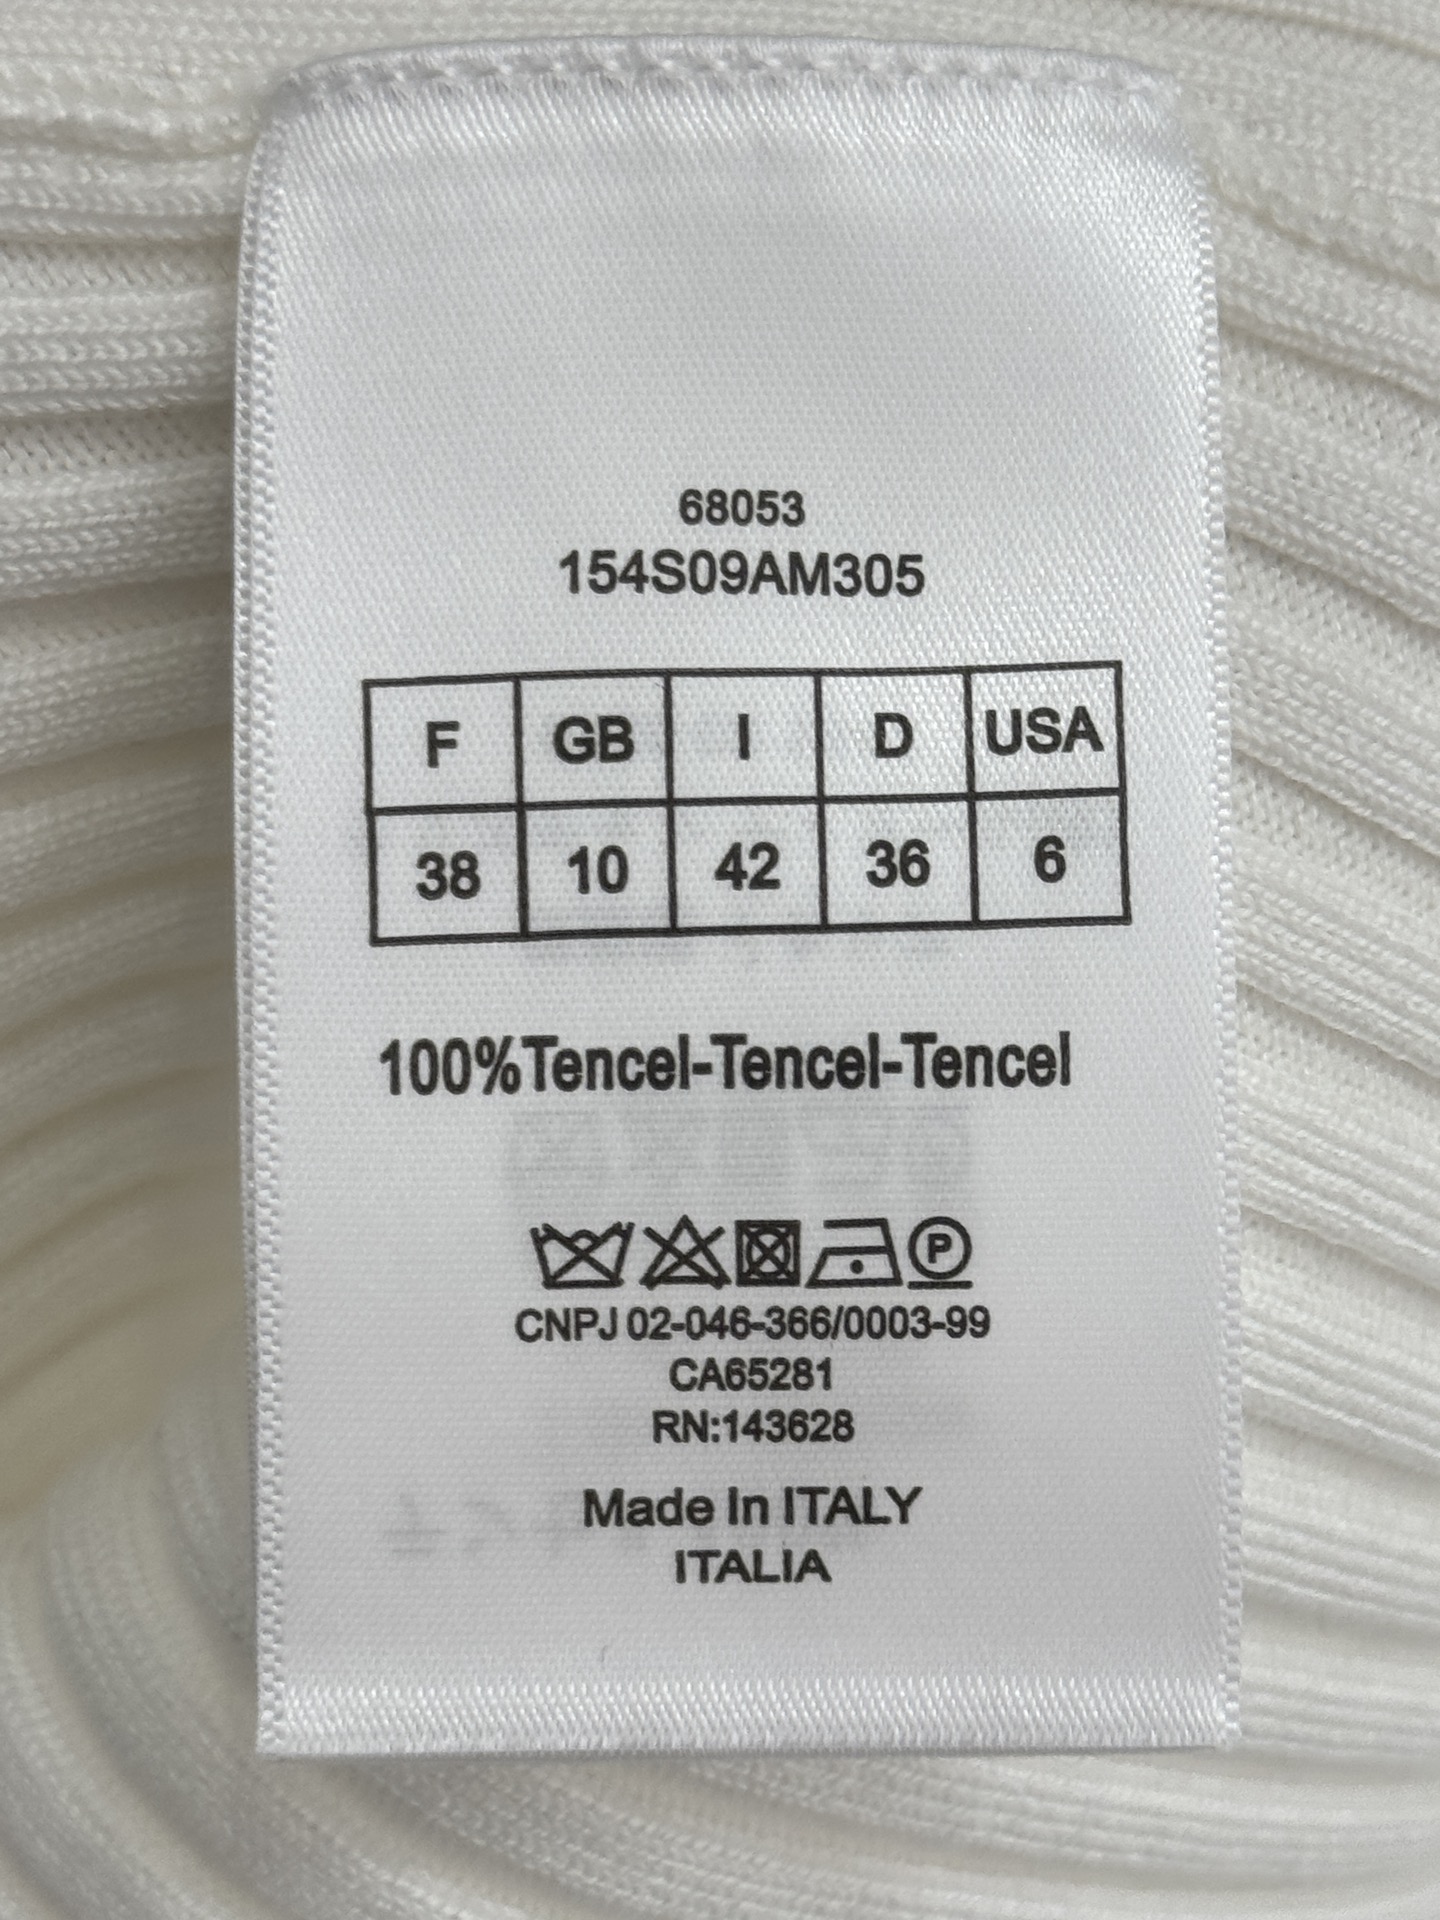 68053
154S09AM305
F GB I D USA
38 10 42 36 6
100%Tencel-Tencel-Tencel
P
CNPJ 02-046-366/0003-99
CA65281
RN:143628
Made In ITALY
ITALIA